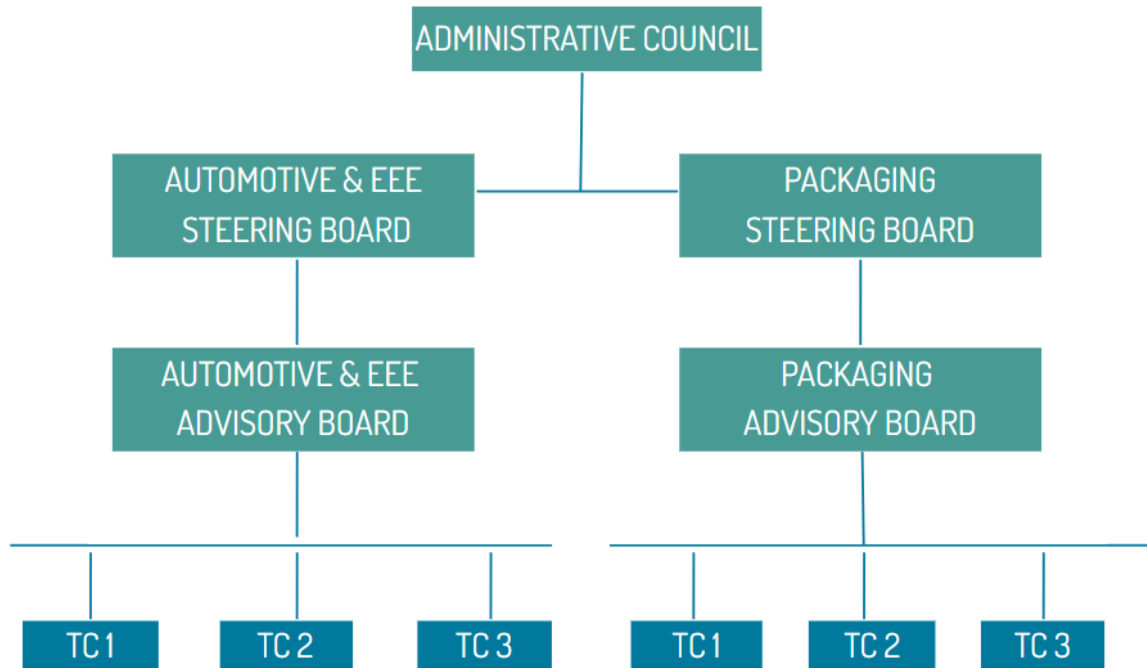 ADMINISTRATIVE COUNCIL
AUTOMOTIVE & EEE
STEERING BOARD
PACKAGING
STEERING BOARD
AUTOMOTIVE & EEE
ADVISORY BOARD
PACKAGING
ADVISORY BOARD
TC 1
TC 2
TC 3
TC 1
TC 2
TC 3